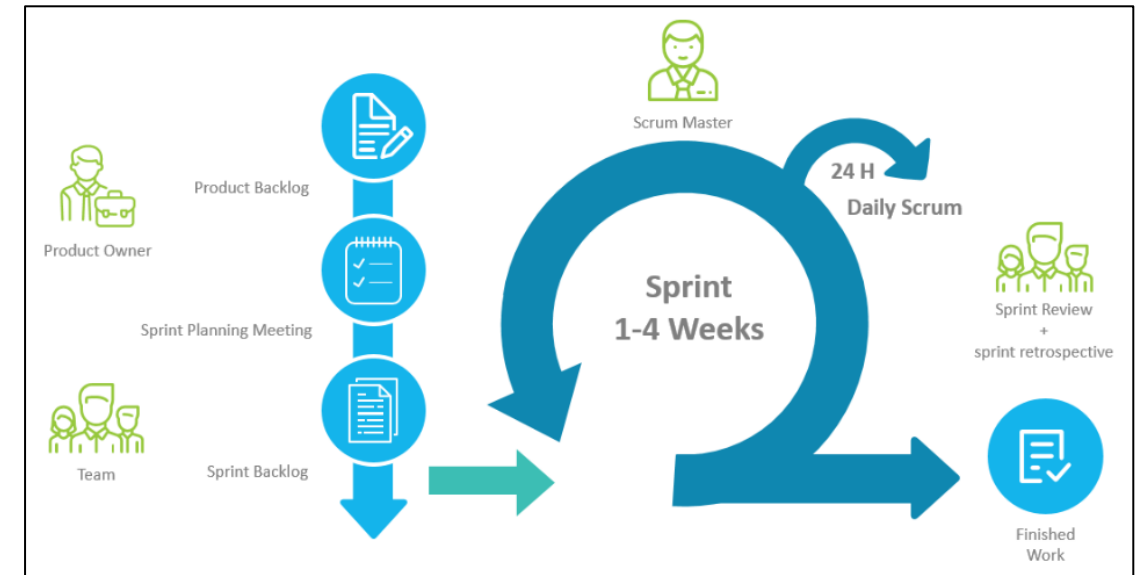 Scrum Master
24 H
Daily Scrum
Product Backlog
Product Owner
Sprint
1-4 Weeks
Sprint Planning Meeting
Sprint Review
+
sprint retrospective
Team
Sprint Backlog
Finished
Work